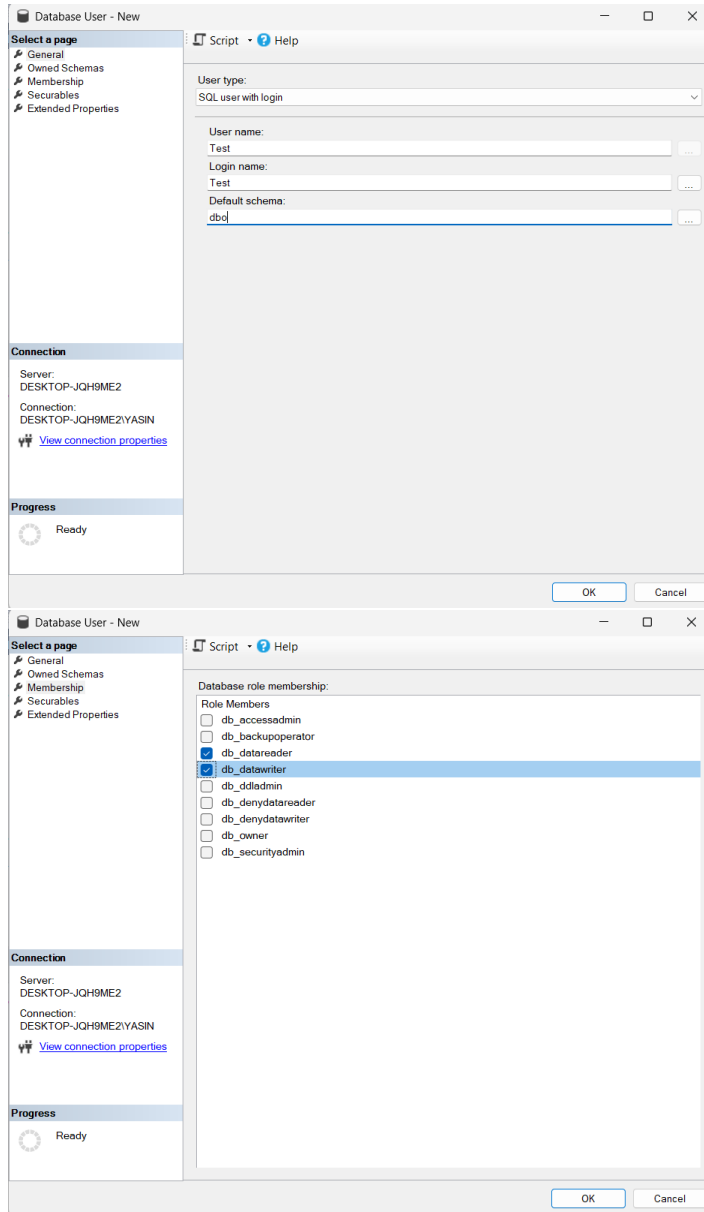 Database User - New
Select a page
General
Owned Schemas
Membership
Securables
Extended Properties
Script
Help
User type:
SQL user with login
User name:
Test
...
Login name:
Test
...
Default schema:
dbo
...
Connection
Server:
DESKTOP-JQH9ME2
Connection:
DESKTOP-JQH9ME2\YASIN
View connection properties
Progress
Ready
OK
Cancel
Database User - New
Select a page
General
Owned Schemas
Membership
Securables
Extended Properties
Script
Help
Database role membership:
Role Members
db_accessadmin
db_backupoperator
db_datareader
db_datawriter
db_ddladmin
db_denydatareader
db_denydatawriter
db_owner
db_securityadmin
Connection
Server:
DESKTOP-JQH9ME2
Connection:
DESKTOP-JQH9ME2\YASIN
View connection properties
Progress
Ready
OK
Cancel